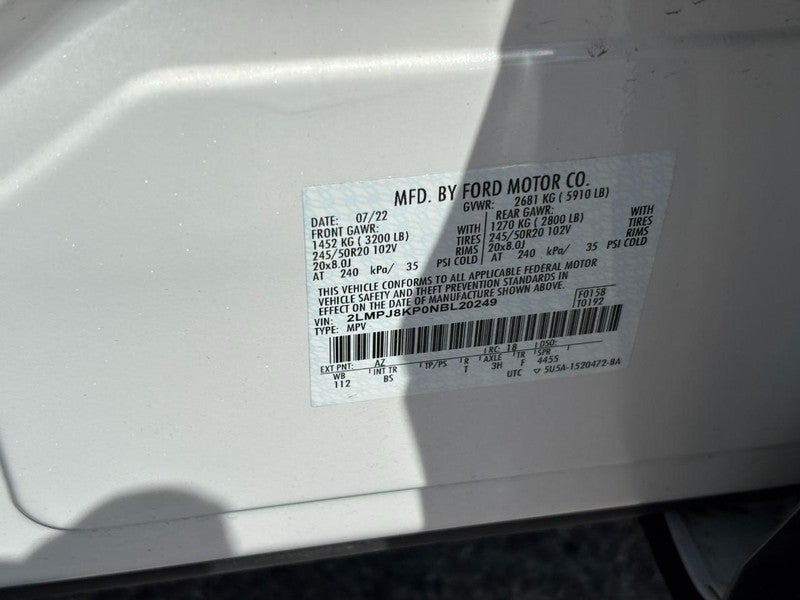 MFD. BY FORD MOTOR CO.
DATE: 07/22 GVWR: 2681 KG ( 5910 LB)
FRONT GAWR: WITH REAR GAWR: WITH
1452 KG ( 3200 LB) TIRES 1270 KG ( 2800 LB) TIRES
245/50R20 102V RIMS 245/50R20 102V RIMS
20x8.0J 20x8.0J
AT 240 kPa/ 35 PSI COLD AT 240 kPa/ 35 PSI COLD
THIS VEHICLE CONFORMS TO ALL APPLICABLE FEDERAL MOTOR
VEHICLE SAFETY AND THEFT PREVENTION STANDARDS IN
EFFECT ON THE DATE OF MANUFACTURE SHOWN ABOVE.
VIN: 2LMPJ8KP0NBL20249 F0158
TYPE: MPV T0192
EXT PNT: AZ RC: 18 DSO:
WB INT TR TP/PS R AXLE TR SPR
112 BS T 3H F 4455
UTC ▽ 5U5A-1520472-BA